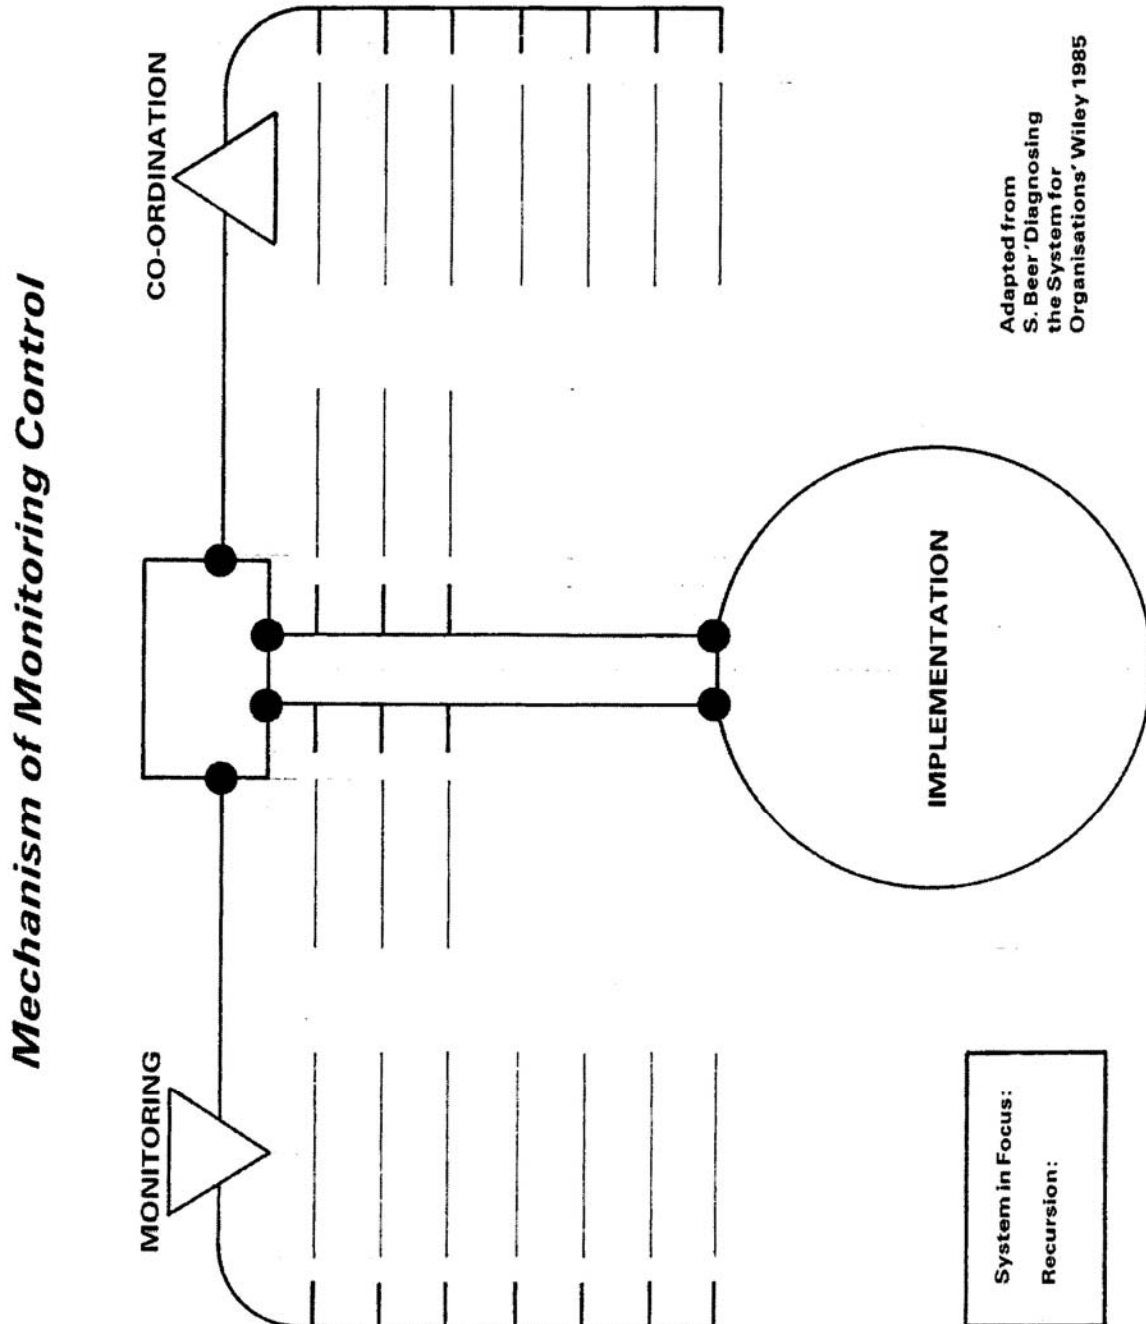 Mechanism of Monitoring Control
MONITORING
CO-ORDINATION
IMPLEMENTATION
System in Focus:
Recursion:
Adapted from
S. Beer 'Diagnosing
the System for
Organisations' Wiley 1985